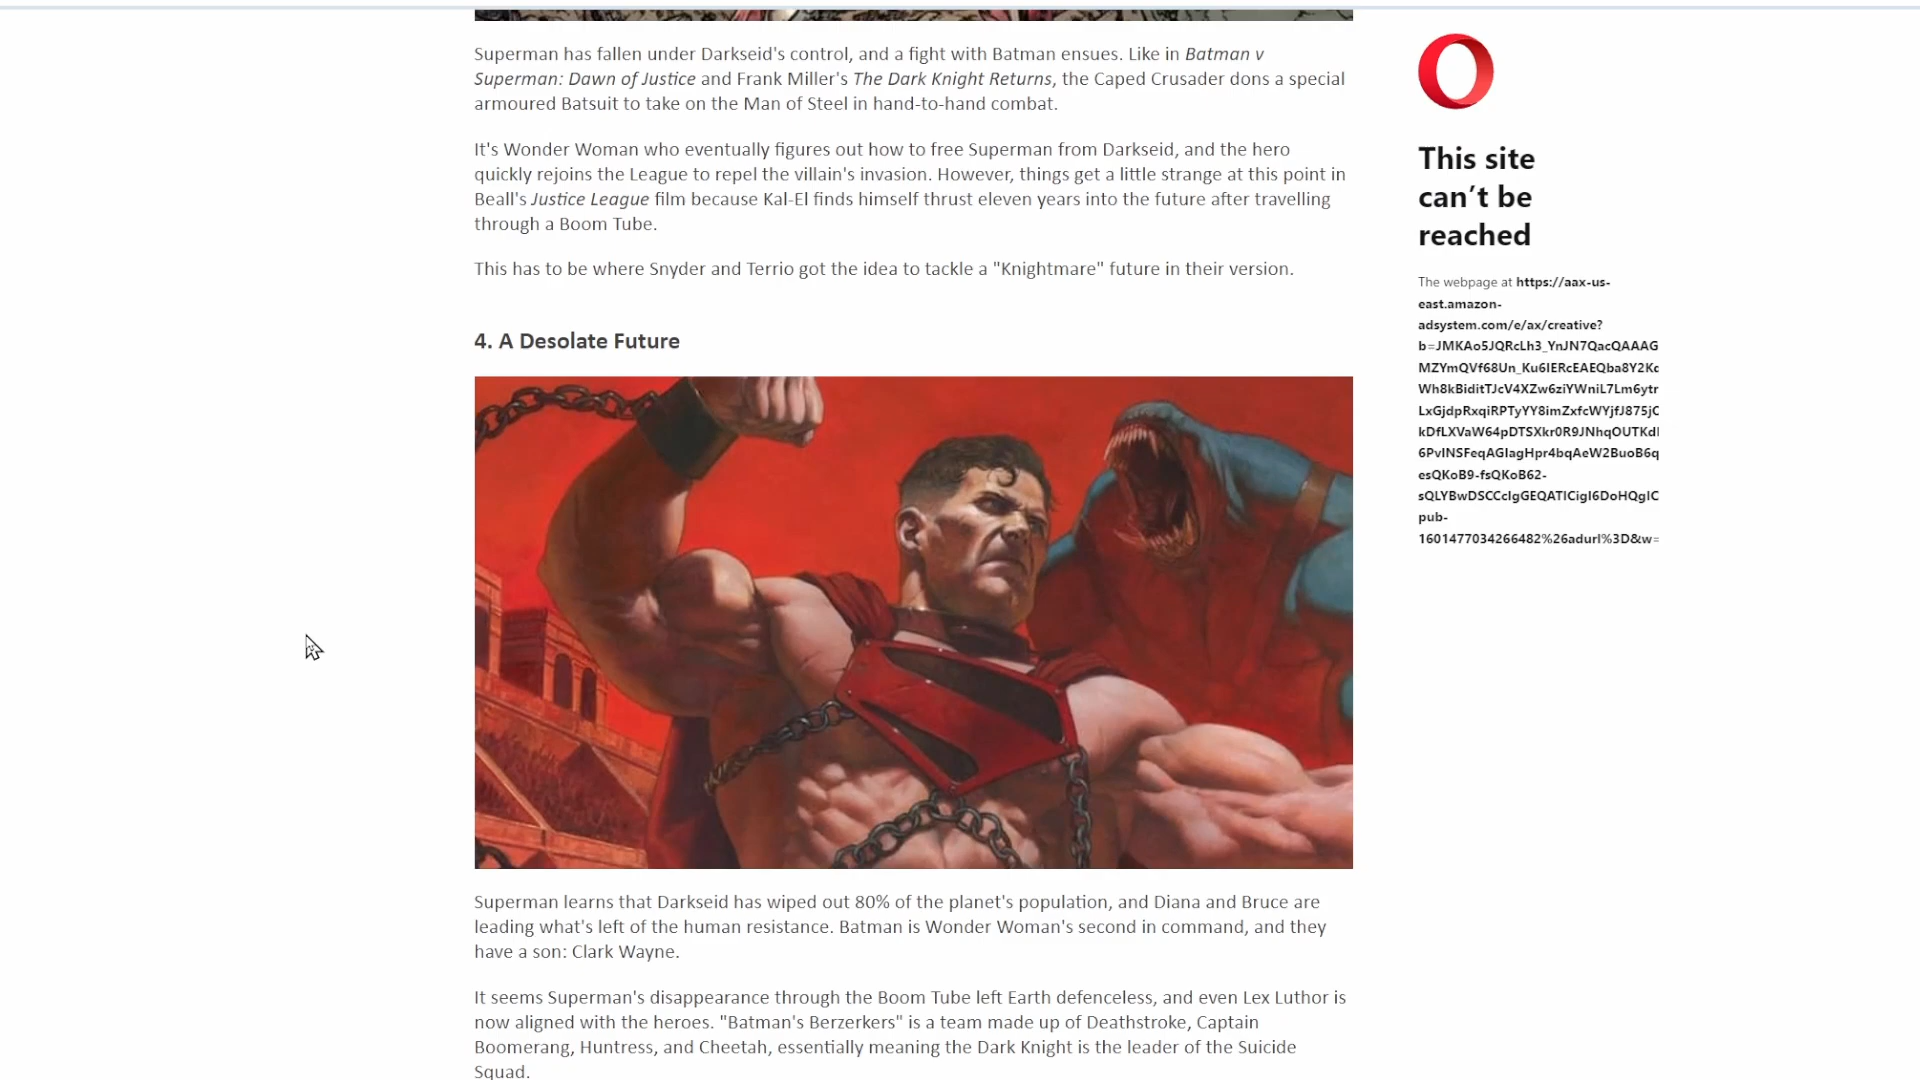 Superman has fallen under Darkseid's control, and a fight with Batman ensues. Like in Batman v
Superman: Dawn of Justice and Frank Miller's The Dark Knight Returns, the Caped Crusader dons a special
armoured Batsuit to take on the Man of Steel in hand-to-hand combat.
It's Wonder Woman who eventually figures out how to free Superman from Darkseid, and the hero
quickly rejoins the League to repel the villain's invasion. However, things get a little strange at this point in
Beall's Justice League film because Kal-El finds himself thrust eleven years into the future after travelling
through a Boom Tube.
This has to be where Snyder and Terrio got the idea to tackle a "Knightmare" future in their version.
4. A Desolate Future
Superman learns that Darkseid has wiped out 80% of the planet's population, and Diana and Bruce are
leading what's left of the human resistance. Batman is Wonder Woman's second in command, and they
have a son: Clark Wayne.
It seems Superman's disappearance through the Boom Tube left Earth defenceless, and even Lex Luthor is
now aligned with the heroes. "Batman's Berzerkers" is a team made up of Deathstroke, Captain
Boomerang, Huntress, and Cheetah, essentially meaning the Dark Knight is the leader of the Suicide
Squad.
This site
can’t be
reached
The webpage at https://aax-us-
east.amazon-
adsystem.com/e/ax/creative?
b=JMKAo5JQRcLh3_YnJN7QacQAAAG
pub-
1601477034266482%26adurl%3D&w=